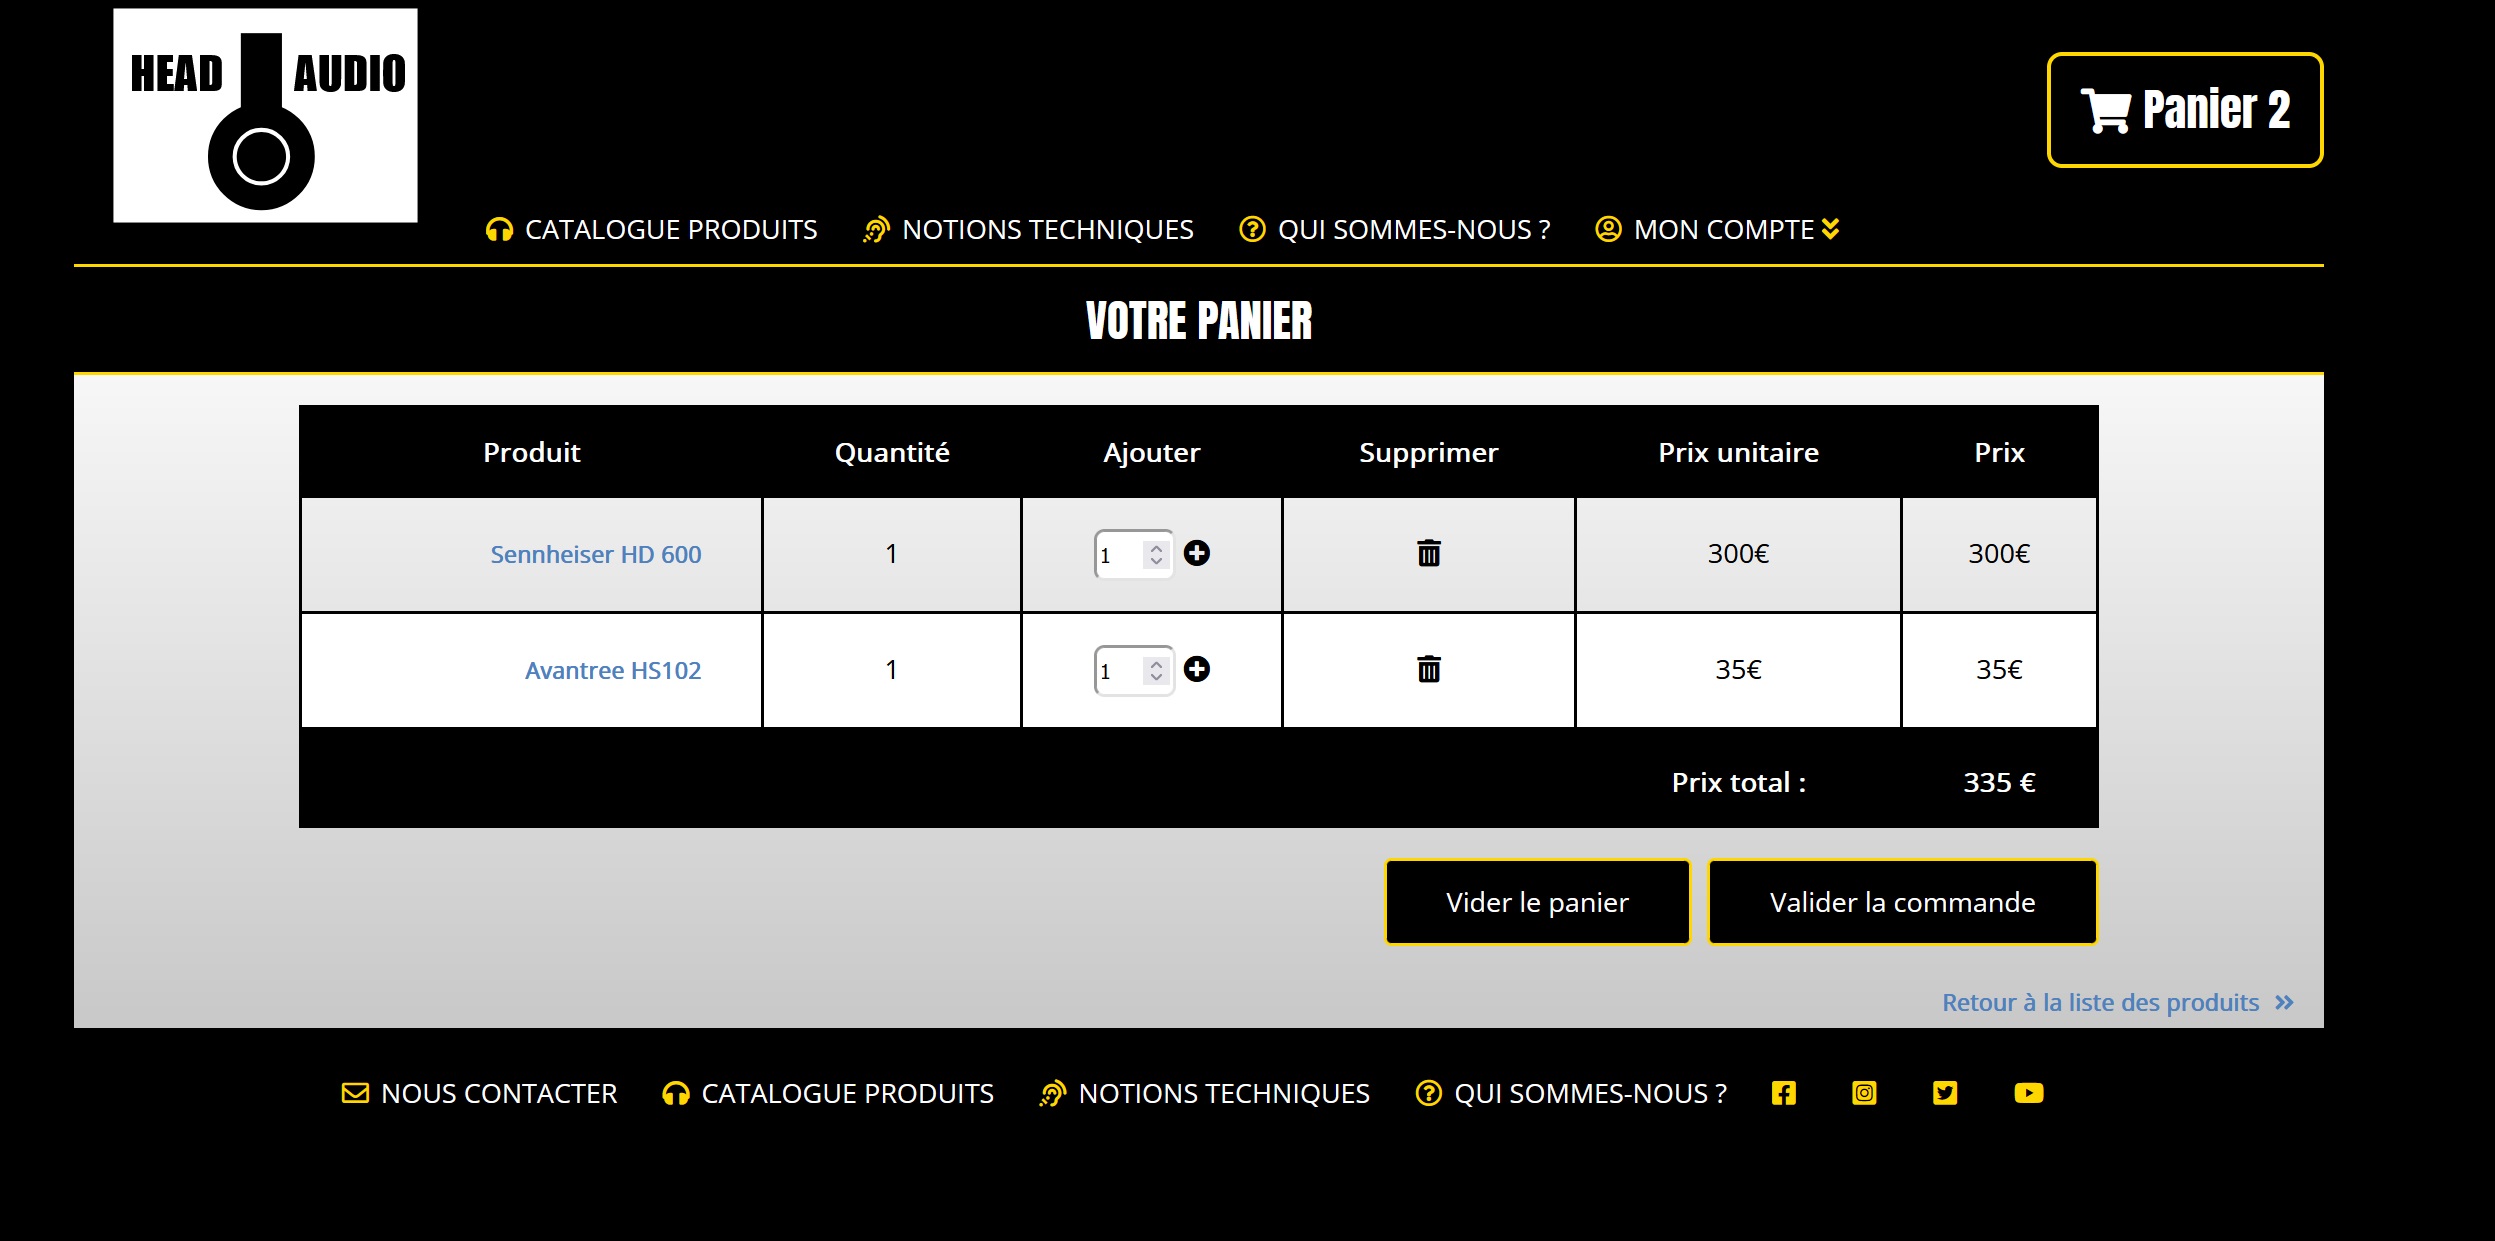 HEAD AUDIO
Panier 2
CATALOGUE PRODUITS NOTIONS TECHNIQUES QUI SOMMES-NOUS ? MON COMPTE
VOTRE PANIER
Produit Quantité Ajouter Supprimer Prix unitaire Prix
Sennheiser HD 600 1 1 300€ 300€
Avantree HS102 1 1 35€ 35€
Prix total : 335 €
Vider le panier Valider la commande
Retour à la liste des produits
NOUS CONTACTER CATALOGUE PRODUITS NOTIONS TECHNIQUES QUI SOMMES-NOUS ?